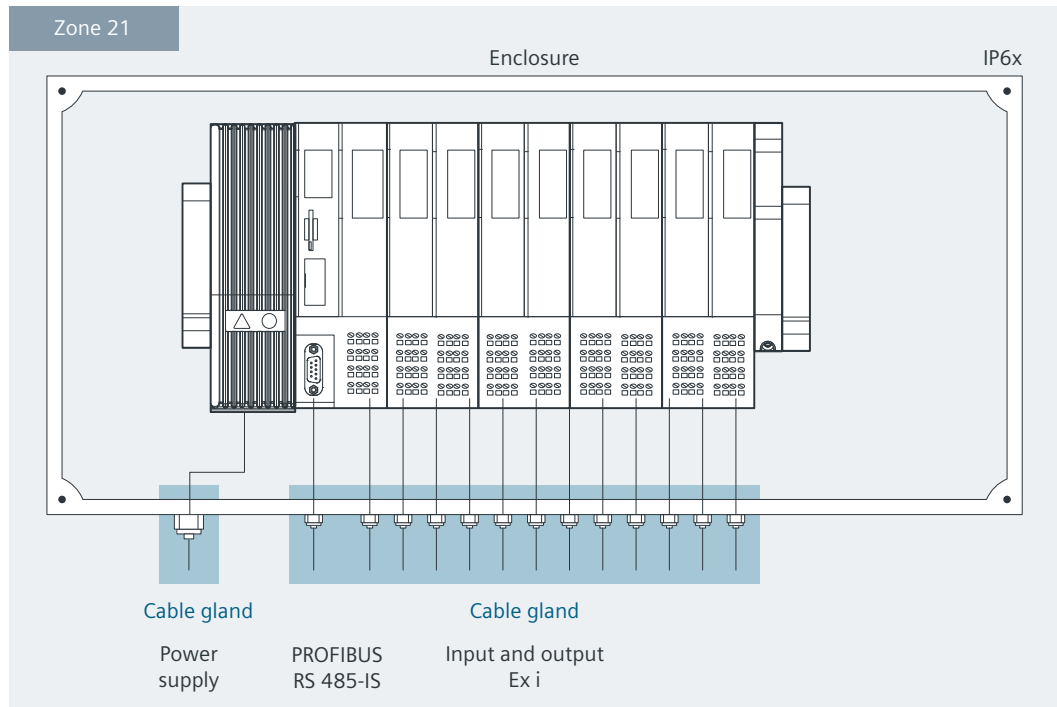 Zone 21
Enclosure
IP6x
Cable gland
Cable gland
Power
supply
PROFIBUS
RS 485-IS
Input and output
Ex i